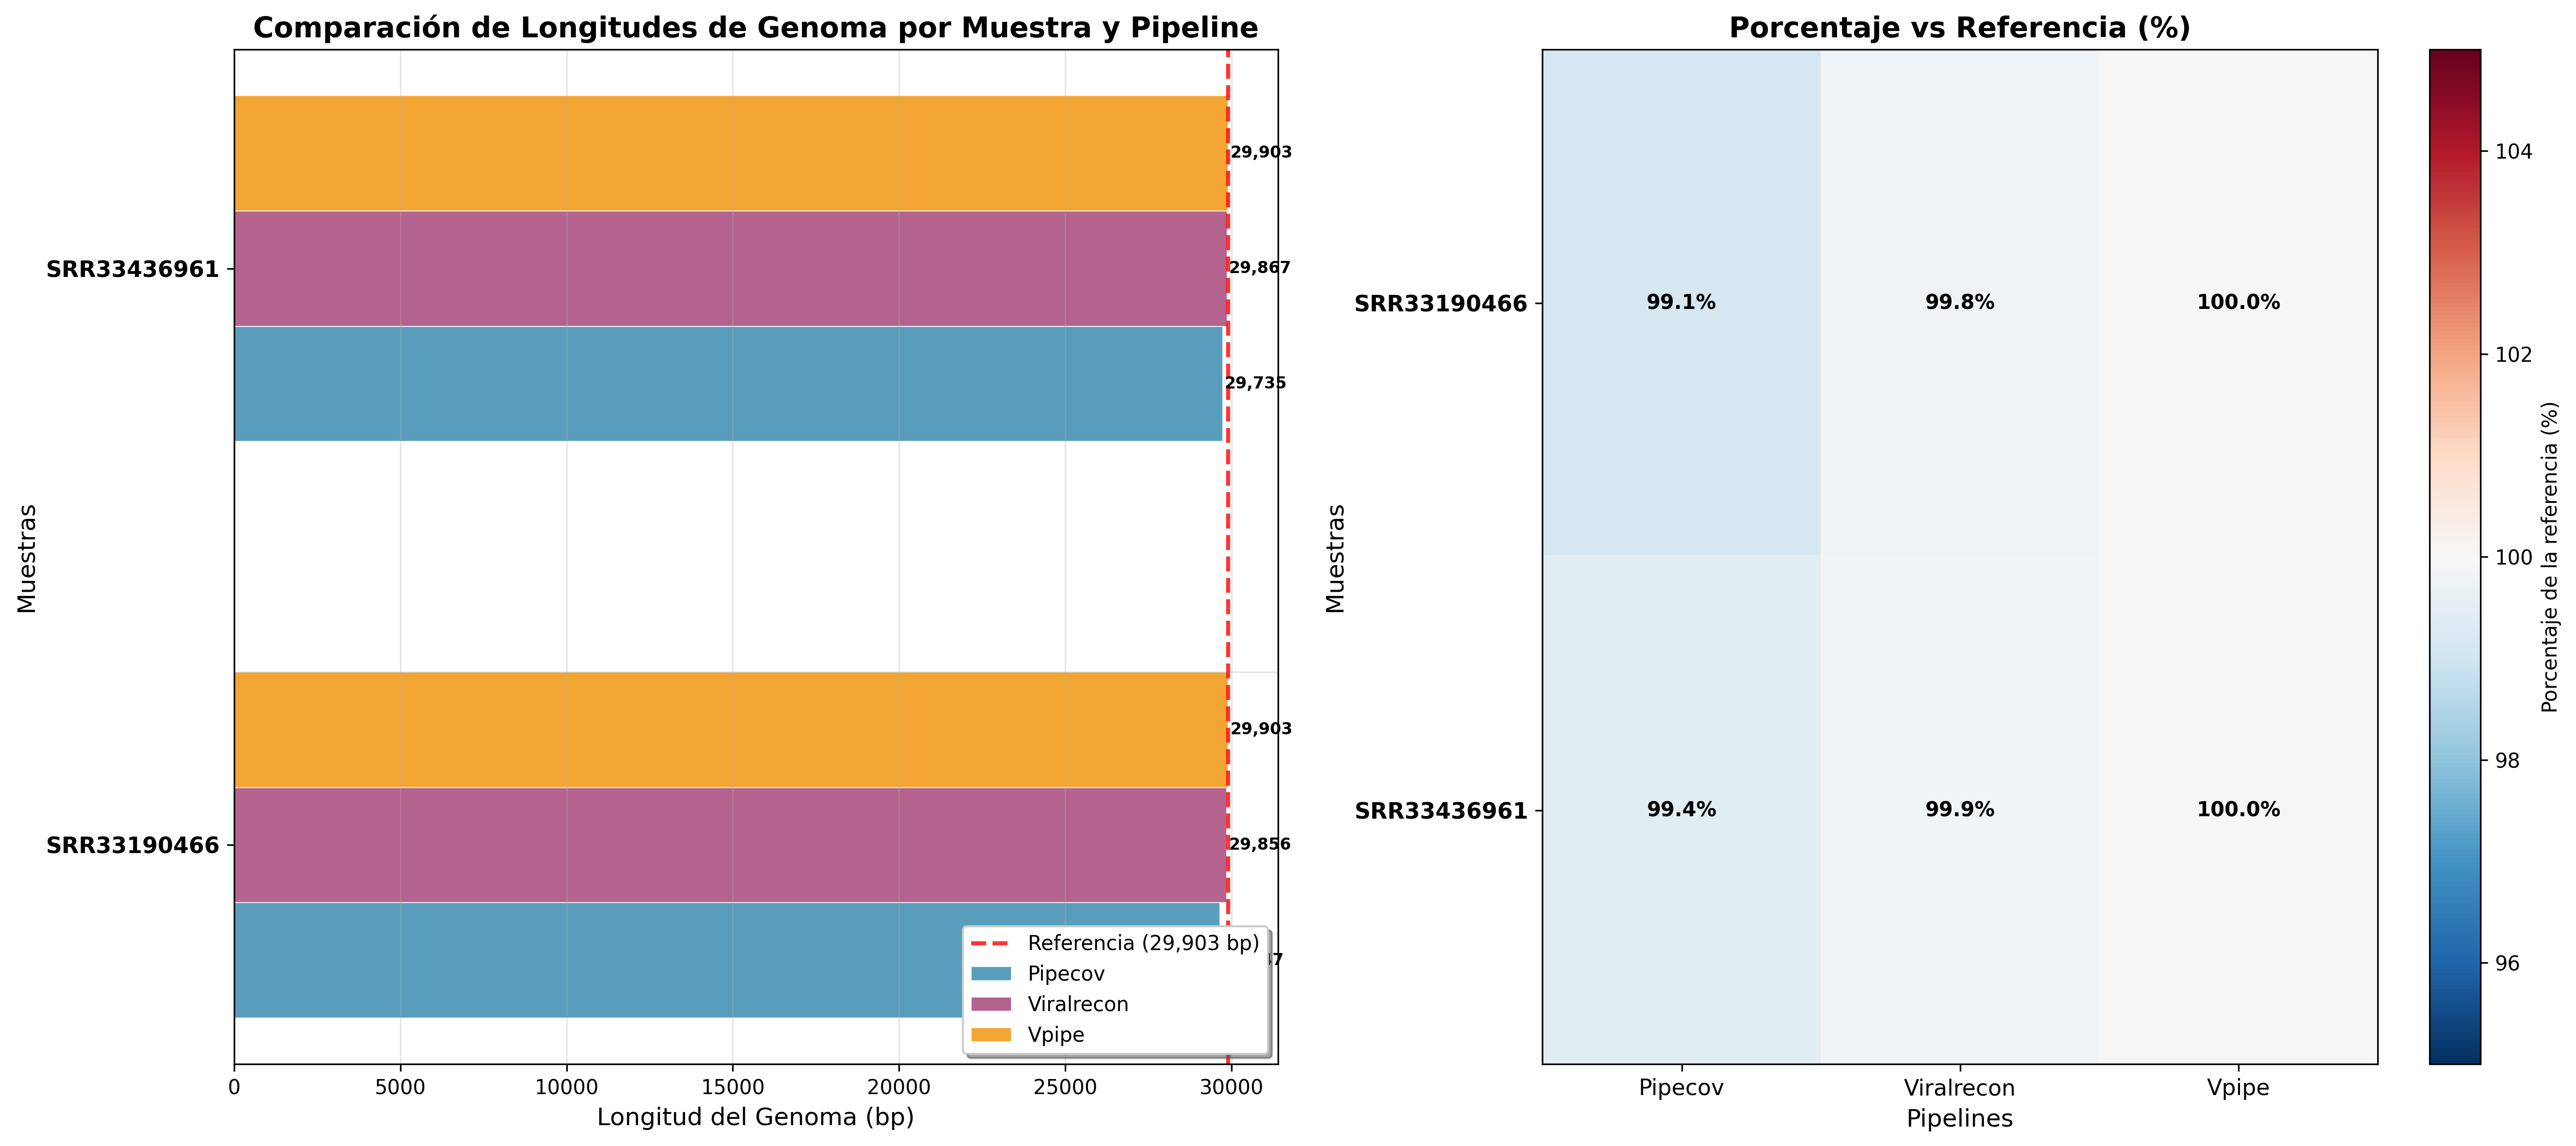 Comparación de Longitudes de Genoma por Muestra y Pipeline
Muestras
SRR33436961
SRR33190466
29,903
29,867
29,735
29,903
29,856
47
Referencia (29,903 bp)
Pipecov
Viralrecon
Vpipe
0 5000 10000 15000 20000 25000 30000
Longitud del Genoma (bp)
Porcentaje vs Referencia (%)
Muestras
SRR33190466 99.1% 99.8% 100.0%
SRR33436961 99.4% 99.9% 100.0%
Pipecov Viralrecon Vpipe
Pipelines
104
102
100
98
96
Porcentaje de la referencia (%)